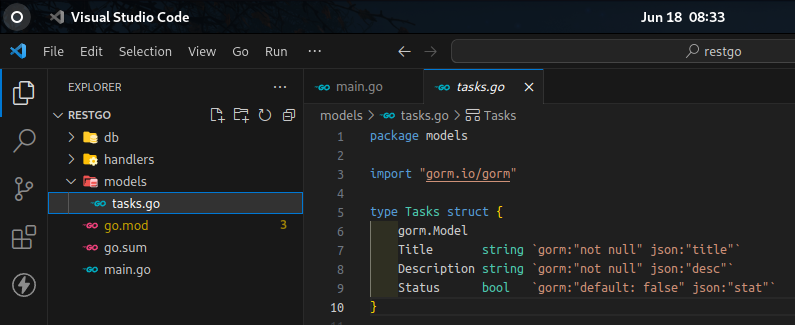 Visual Studio Code
Jun 18 08:33
File Edit Selection View Go Run ···
restgo
EXPLORER ···
main.go
tasks.go
RESTGO
models > tasks.go > Tasks
db
handlers
models
tasks.go
go.mod 3
go.sum
main.go
1 package models
2
3 import "gorm.io/gorm"
4
5 type Tasks struct {
6 gorm.Model
7 Title string `gorm:"not null" json:"title"`
8 Description string `gorm:"not null" json:"desc"`
9 Status bool `gorm:"default: false" json:"stat"`
10 }